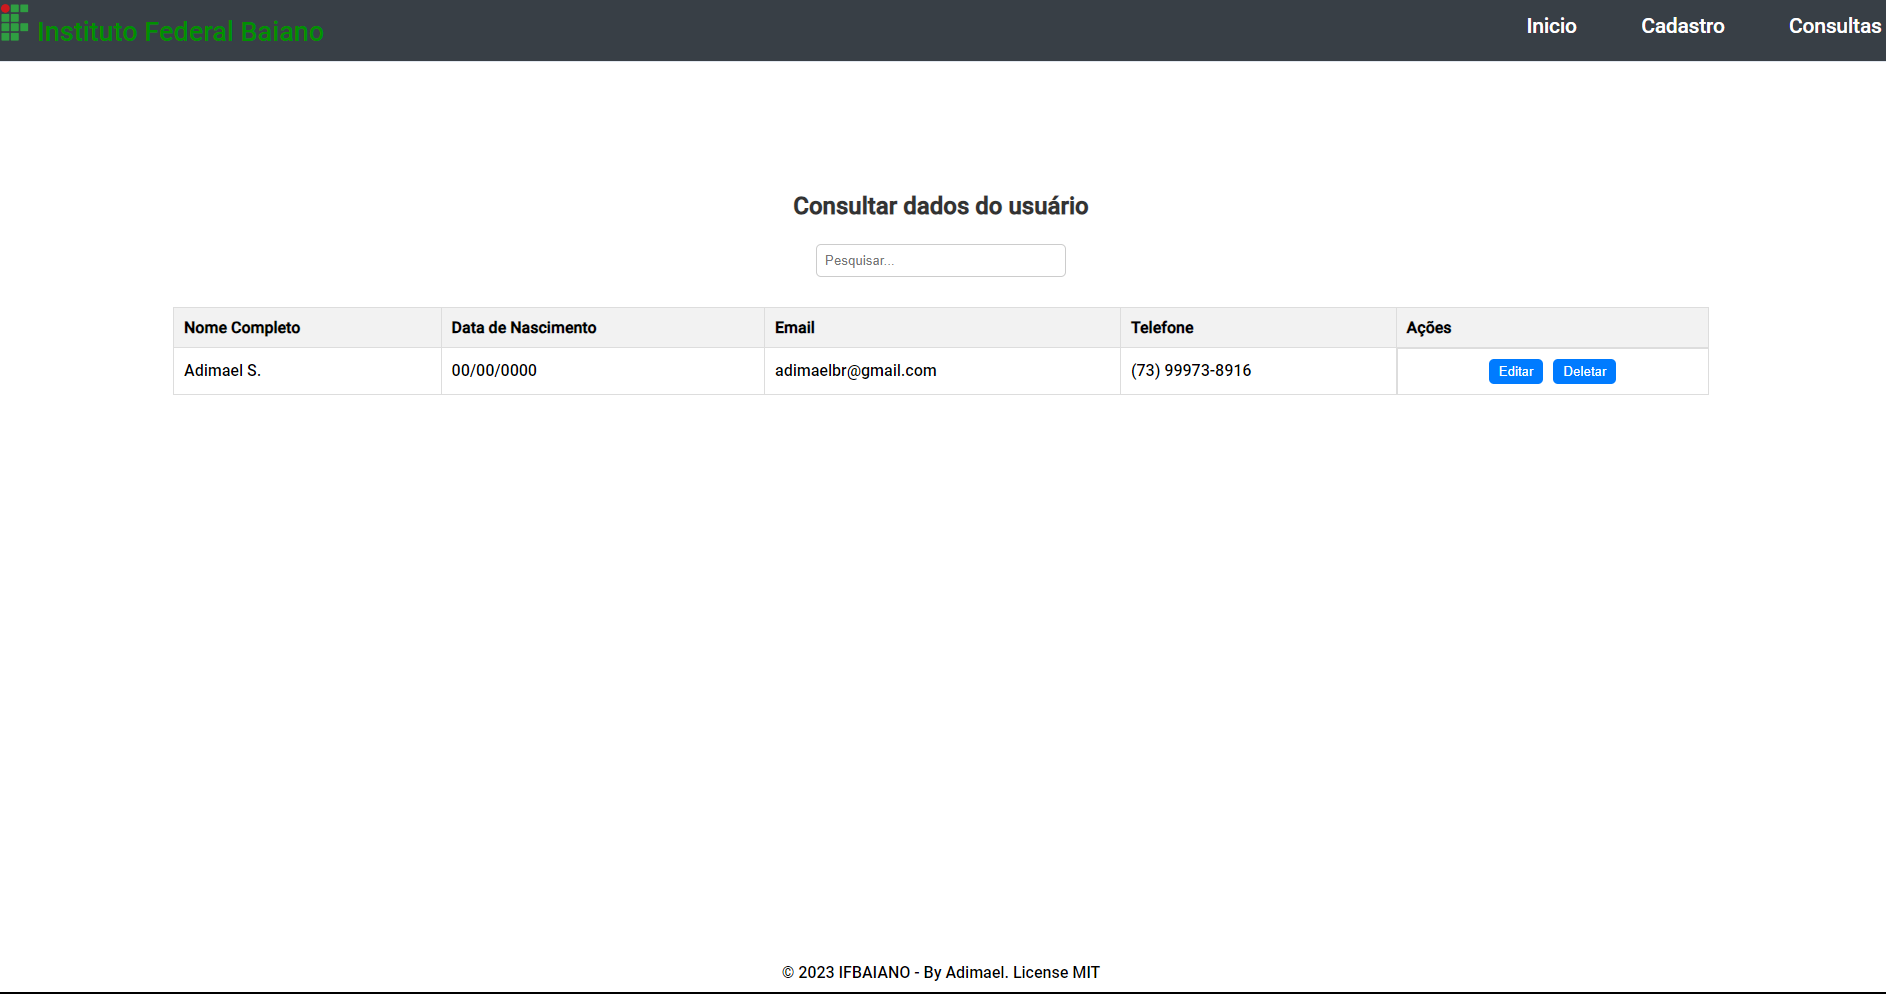 Instituto Federal Baiano
Inicio Cadastro Consultas
Consultar dados do usuário
Pesquisar...
Nome Completo Data de Nascimento Email Telefone Ações
Adimael S. 00/00/0000 adimaelbr@gmail.com (73) 99973-8916 Editar Deletar
© 2023 IFBAIANO - By Adimael. License MIT